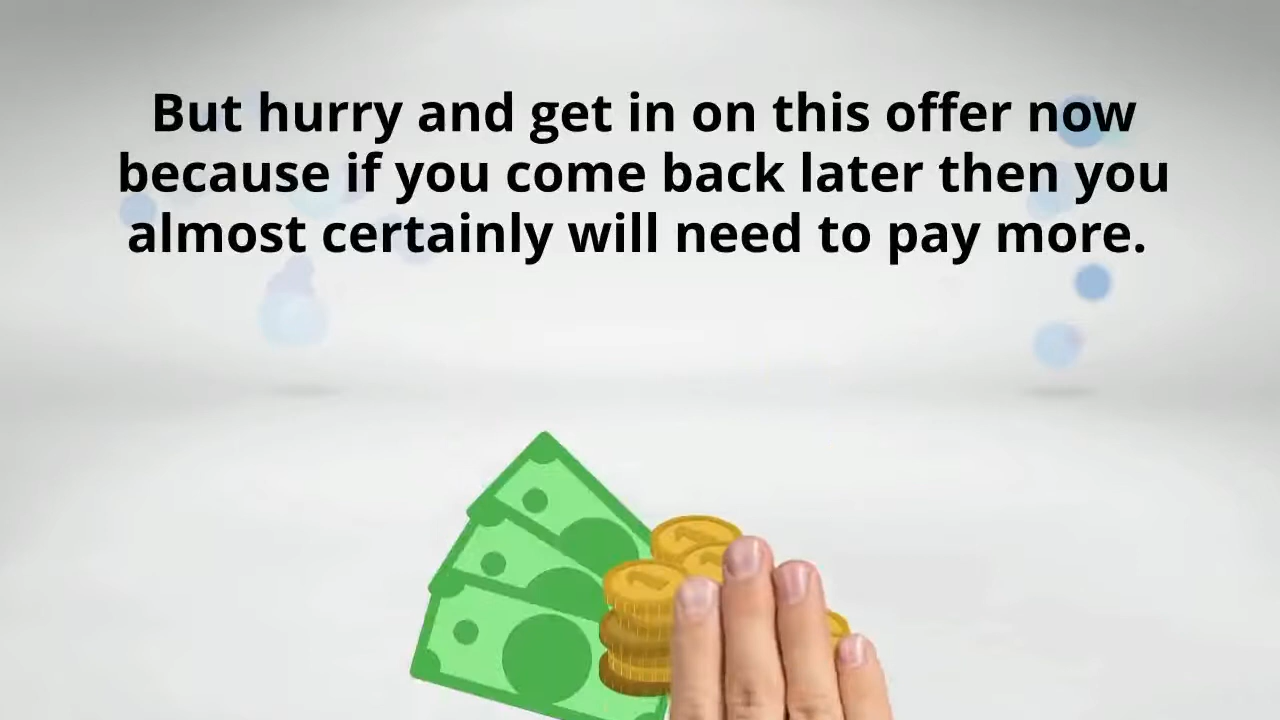 But hurry and get in on this offer now
because if you come back later then you
almost certainly will need to pay more.